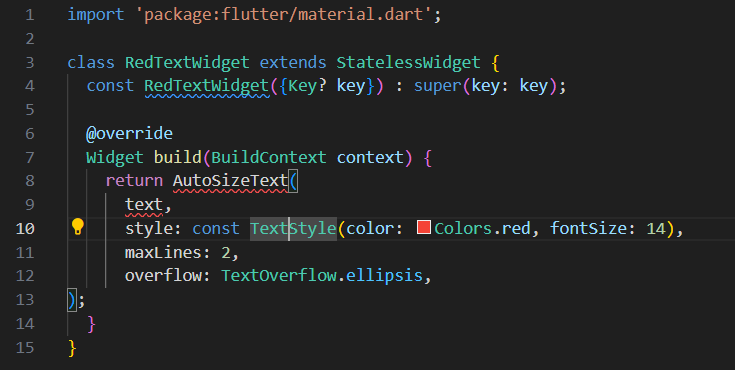 1 import 'package:flutter/material.dart';
2
3 class RedTextWidget extends StatelessWidget {
4 const RedTextWidget({Key? key}) : super(key: key);
5
6 @override
7 Widget build(BuildContext context) {
8 return AutoSizeText(
9 text,
10 style: const TextStyle(color: Colors.red, fontSize: 14),
11 maxLines: 2,
12 overflow: TextOverflow.ellipsis,
13 );
14 }
15 }